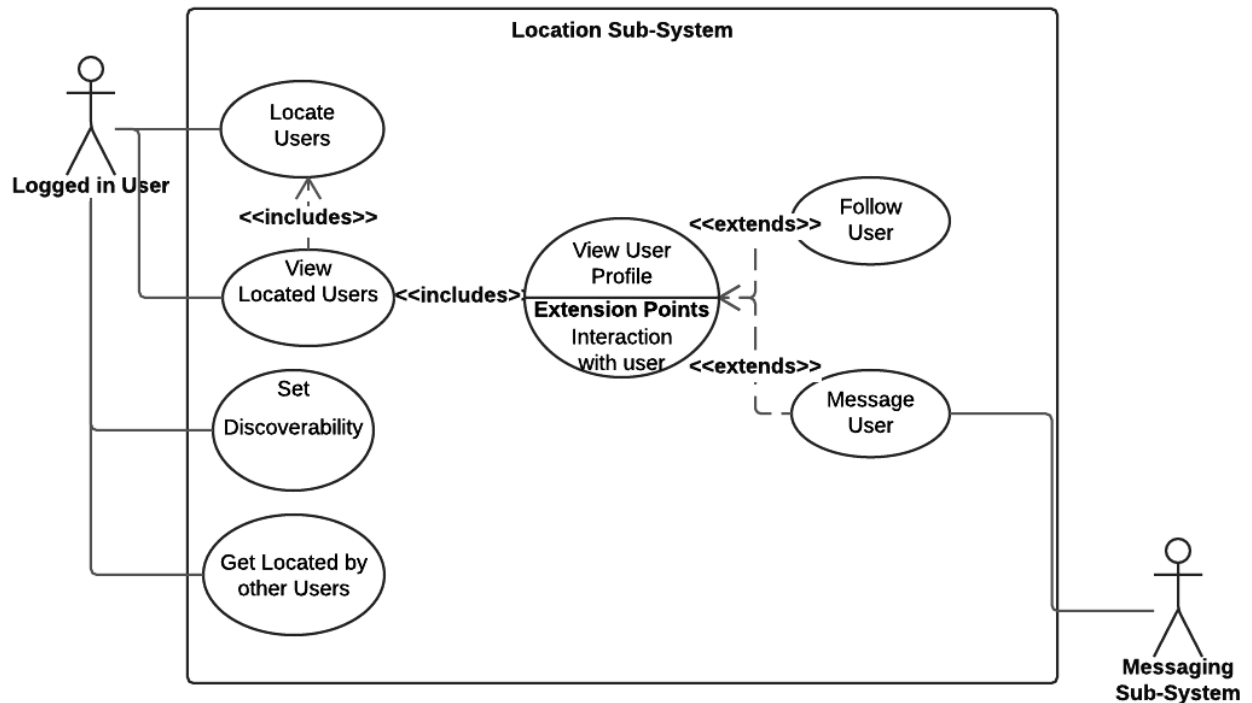 Location Sub-System
Locate
Users
Logged in User
<<includes>>
View
Located Users
<<includes>>
View User
Profile
Extension Points
Interaction
with user
<<extends>>
Follow
User
<<extends>>
Message
User
Set
Discoverability
Get Located by
other Users
Messaging
Sub-System